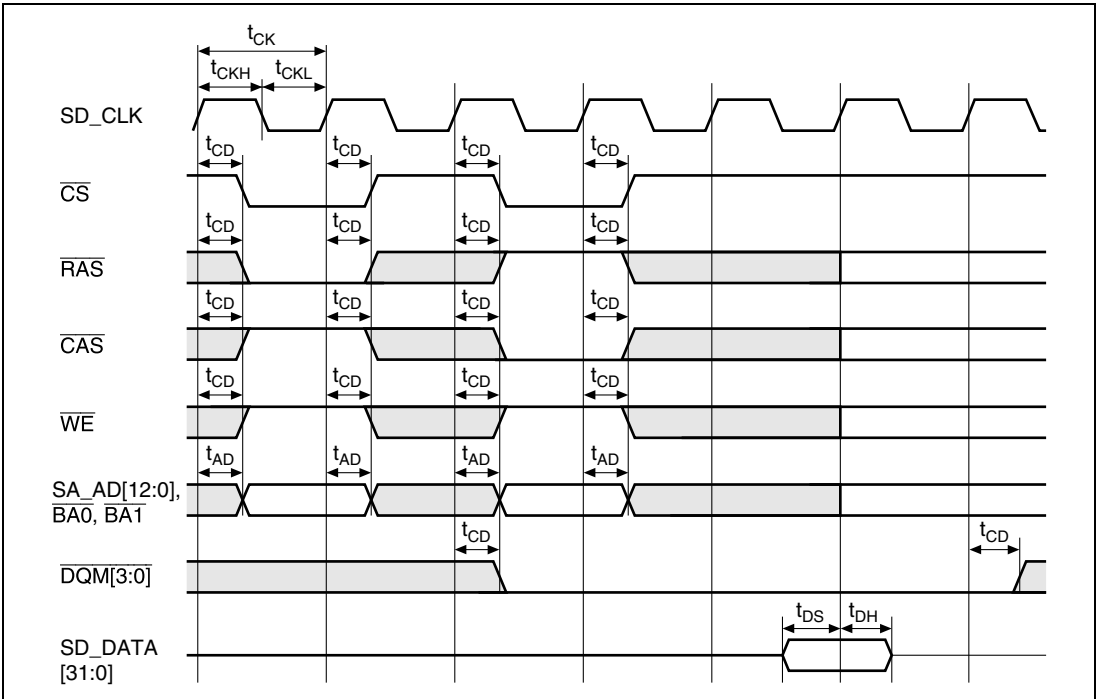 tCK
tCKH tCKL
SD_CLK
tCD tCD tCD tCD
CS
tCD tCD tCD tCD
RAS
tCD tCD tCD tCD
CAS
tCD tCD tCD tCD
WE
tAD tAD tAD tAD
SA_AD[12:0],
BA0, BA1
tCD tCD
DQM[3:0]
tDS tDH
SD_DATA
[31:0]